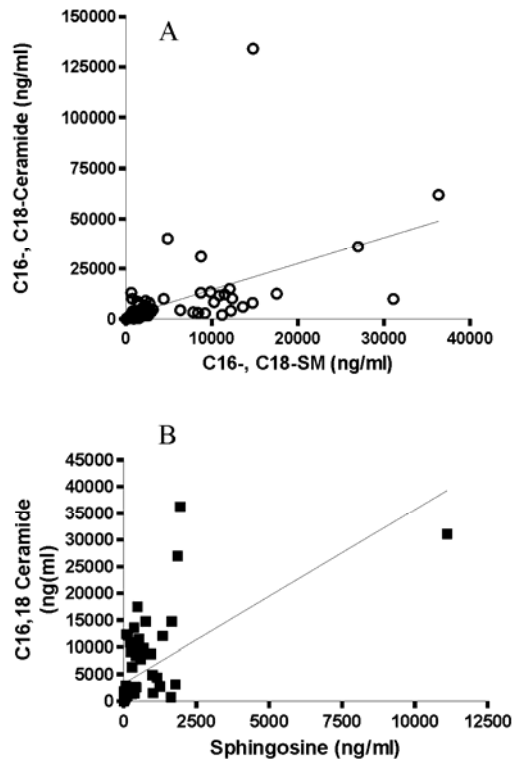 A
150000
125000
100000
75000
50000
25000
0
C16-, C18-Ceramide (ng/ml)
0 10000 20000 30000 40000
C16-, C18-SM (ng/ml)
B
45000
40000
35000
30000
25000
20000
15000
10000
5000
0
C16,18 Ceramide
(ng(ml)
0 2500 5000 7500 10000 12500
Sphingosine (ng/ml)